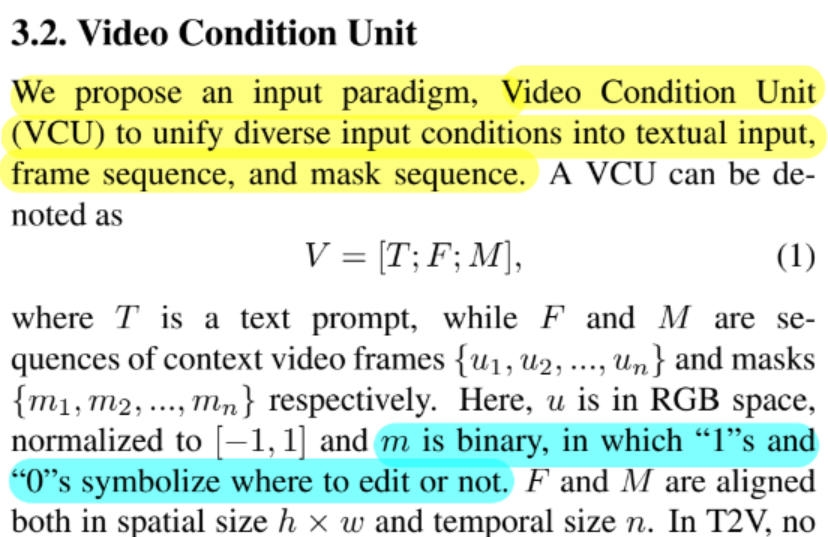 3.2. Video Condition Unit
We propose an input paradigm, Video Condition Unit
(VCU) to unify diverse input conditions into textual input,
frame sequence, and mask sequence. A VCU can be de-
noted as
V = [T; F; M], (1)
where T is a text prompt, while F and M are se-
quences of context video frames {u₁, u₂, ..., uₙ} and masks
{m₁, m₂, ..., mₙ} respectively. Here, u is in RGB space,
normalized to [−1, 1] and m is binary, in which “1”s and
“0”s symbolize where to edit or not. F and M are aligned
both in spatial size h × w and temporal size n. In T2V, no